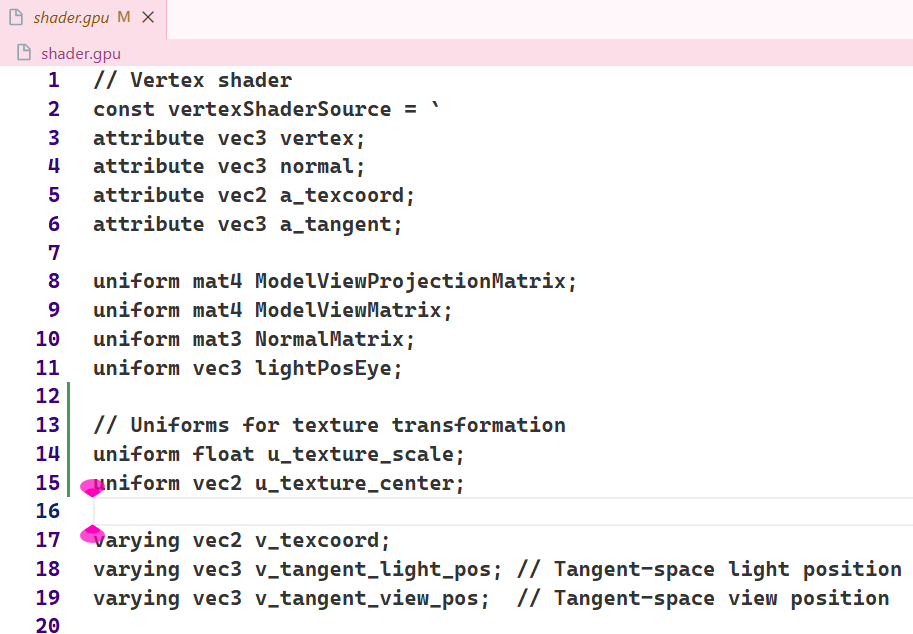 shader.gpu M ×
shader.gpu
1 // Vertex shader
2 const vertexShaderSource = `
3 attribute vec3 vertex;
4 attribute vec3 normal;
5 attribute vec2 a_texcoord;
6 attribute vec3 a_tangent;
7
8 uniform mat4 ModelViewProjectionMatrix;
9 uniform mat4 ModelViewMatrix;
10 uniform mat3 NormalMatrix;
11 uniform vec3 lightPosEye;
12
13 // Uniforms for texture transformation
14 uniform float u_texture_scale;
15 uniform vec2 u_texture_center;
16
17 varying vec2 v_texcoord;
18 varying vec3 v_tangent_light_pos; // Tangent-space light position
19 varying vec3 v_tangent_view_pos;  // Tangent-space view position
20